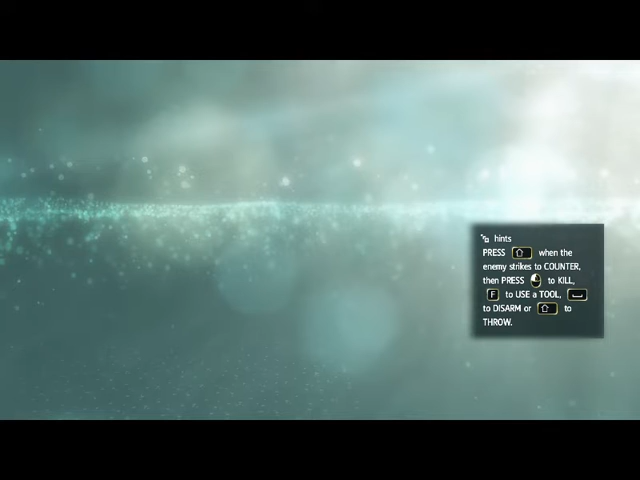 hints
PRESS ⇧ when the
enemy strikes to COUNTER,
then PRESS to KILL,
F to USE a TOOL, ⎵
to DISARM or ⇧ to
THROW.